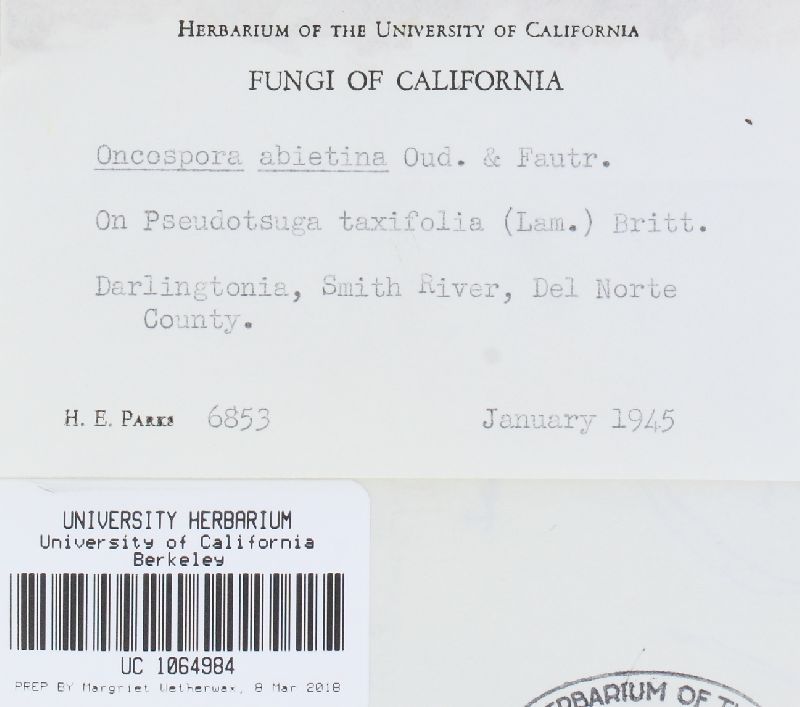 HERBARIUM OF THE UNIVERSITY OF CALIFORNIA
FUNGI OF CALIFORNIA
Oncospora abietina Oud. & Fautr.
On Pseudotsuga taxifolia (Lam.) Britt.
Darlingtonia, Smith River, Del Norte
County.
H. E. PARKS 6853 January 1945
UNIVERSITY HERBARIUM
University of California
Berkeley
UC 1064984
PREP BY Margriet Wetherwax, 8 Mar 2018
RBARIUM OF T